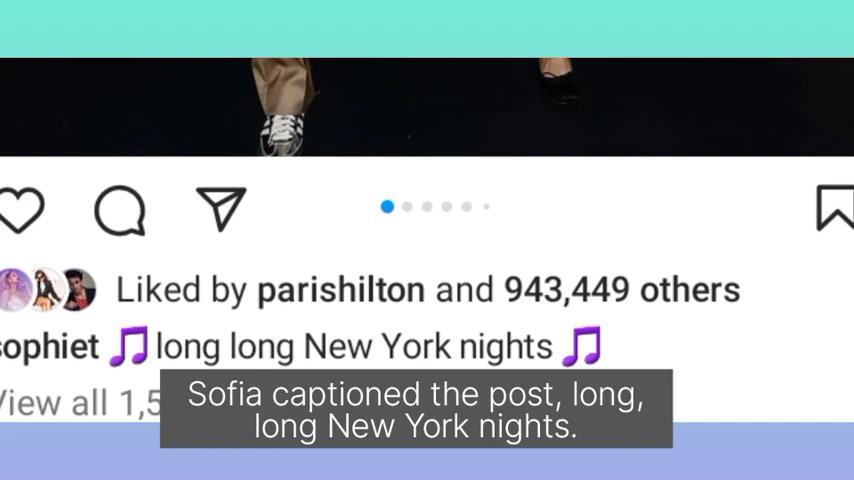 Liked by parishilton and 943,449 others
sophiet 🎵 long long New York nights 🎵
View all 1,5
Sofia captioned the post, long,
long New York nights.